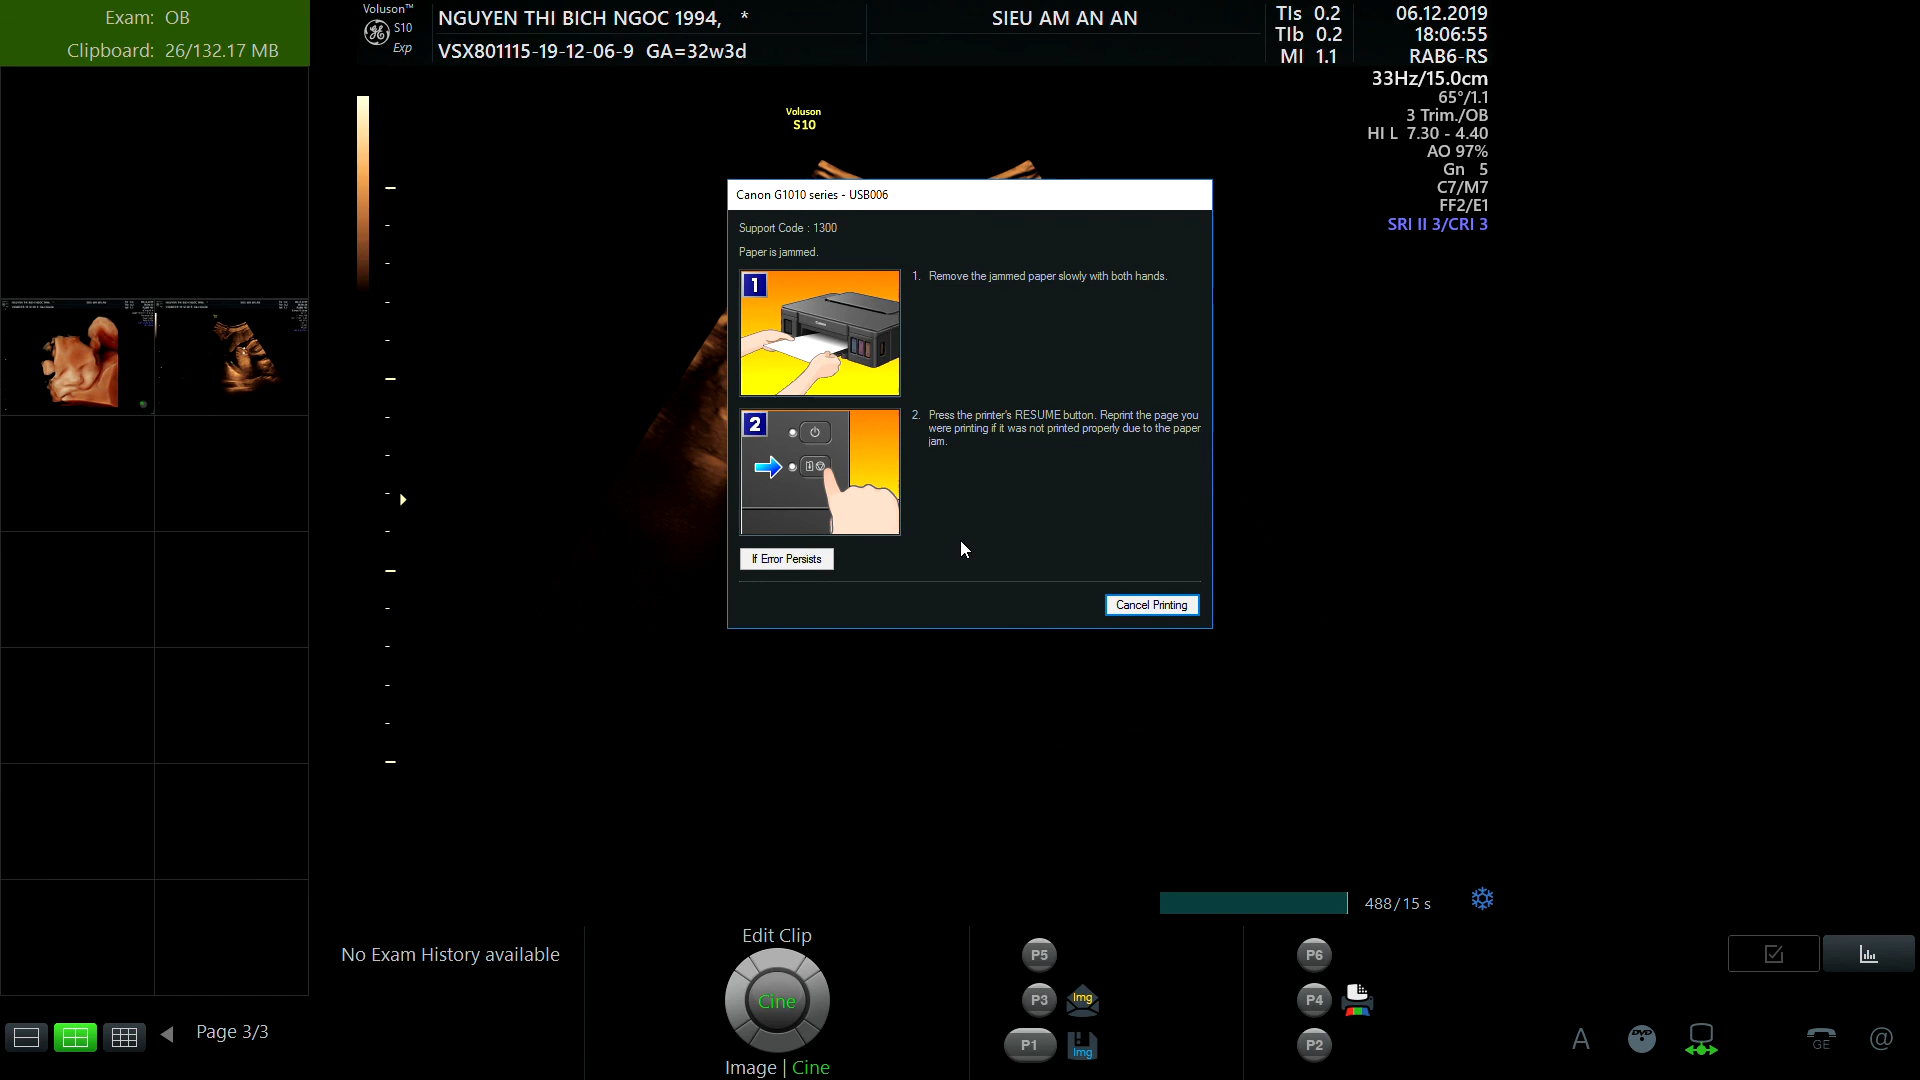 Exam: OB
Clipboard: 26/132.17 MB
Voluson™
S10
Exp
NGUYEN THI BICH NGOC 1994, *
VSX801115-19-12-06-9 GA=32w3d
SIEU AM AN AN
TIs 0.2
TIb 0.2
MI 1.1
06.12.2019
18:06:55
RAB6-RS
33Hz/15.0cm
65°/1.1
3 Trim./OB
HI L 7.30 - 4.40
AO 97%
Gn 5
C7/M7
FF2/E1
SRI II 3/CRI 3
Voluson
S10
Canon G1010 series - USB006
Support Code : 1300
Paper is jammed.
1
1. Remove the jammed paper slowly with both hands.
2
2. Press the printer's RESUME button. Reprint the page you
were printing if it was not printed properly due to the paper
jam.
If Error Persists
Cancel Printing
488/15 s
No Exam History available
Edit Clip
Cine
Image | Cine
P5
P3
Img
P1
Img
P6
P4
P2
Page 3/3
A
DVD
GE
@